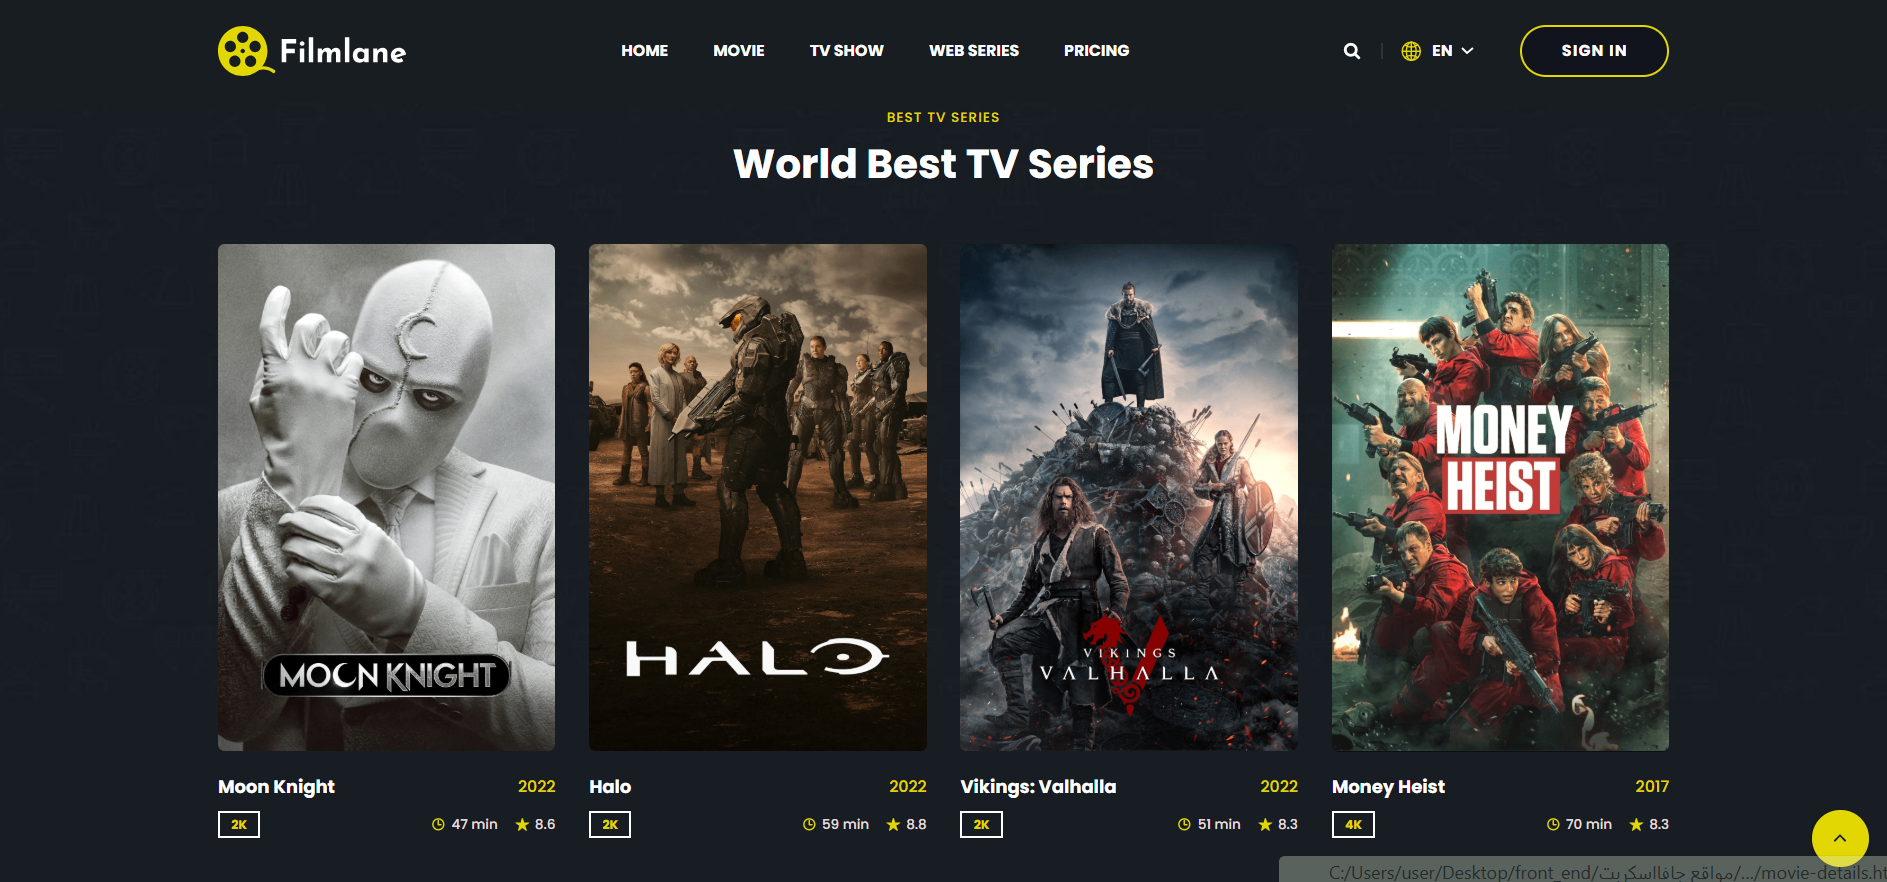 Filmlane
HOME MOVIE TV SHOW WEB SERIES PRICING
EN
SIGN IN
BEST TV SERIES
World Best TV Series
MOON KNIGHT
HALO
VIKINGS
VALHALLA
MONEY
HEIST
Moon Knight 2022
2K 47 min 8.6
Halo 2022
2K 59 min 8.8
Vikings: Valhalla 2022
2K 51 min 8.3
Money Heist 2017
4K 70 min 8.3
C:/Users/user/Desktop/front_end/مواقع جافااسكريبت/.../movie-details.ht